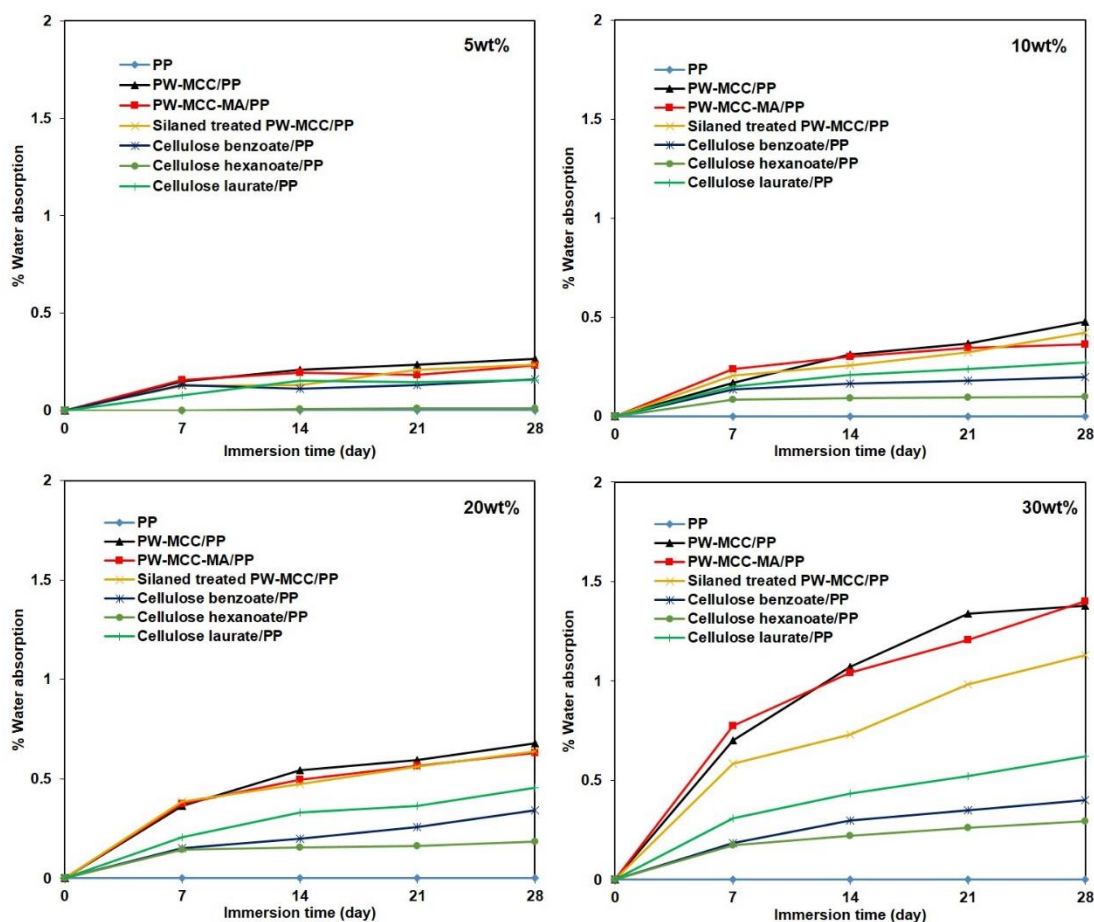 2
5wt%
PP
PW-MCC/PP
PW-MCC-MA/PP
Silaned treated PW-MCC/PP
Cellulose benzoate/PP
Cellulose hexanoate/PP
Cellulose laurate/PP
1.5
1
0.5
0
% Water absorption
0 7 14 21 28
Immersion time (day)
2
10wt%
PP
PW-MCC/PP
PW-MCC-MA/PP
Silaned treated PW-MCC/PP
Cellulose benzoate/PP
Cellulose hexanoate/PP
Cellulose laurate/PP
1.5
1
0.5
0
% Water absorption
0 7 14 21 28
Immersion time (day)
2
20wt%
PP
PW-MCC/PP
PW-MCC-MA/PP
Silaned treated PW-MCC/PP
Cellulose benzoate/PP
Cellulose hexanoate/PP
Cellulose laurate/PP
1.5
1
0.5
0
% Water absorption
0 7 14 21 28
Immersion time (day)
2
30wt%
PP
PW-MCC/PP
PW-MCC-MA/PP
Silaned treated PW-MCC/PP
Cellulose benzoate/PP
Cellulose hexanoate/PP
Cellulose laurate/PP
1.5
1
0.5
0
% Water absorption
0 7 14 21 28
Immersion time (day)